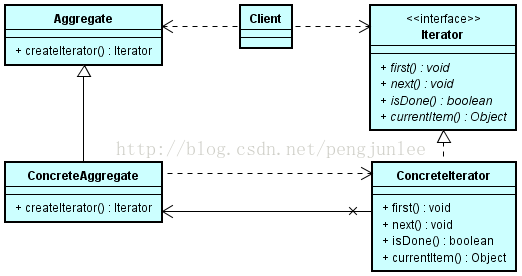 Aggregate
+ createIterator() : Iterator
Client
<<interface>>
Iterator
+ first() : void
+ next() : void
+ isDone() : boolean
+ currentItem() : Object
http://blog.csdn.net/pengjunlee
ConcreteAggregate
+ createIterator() : Iterator
ConcreteIterator
+ first() : void
+ next() : void
+ isDone() : boolean
+ currentItem() : Object